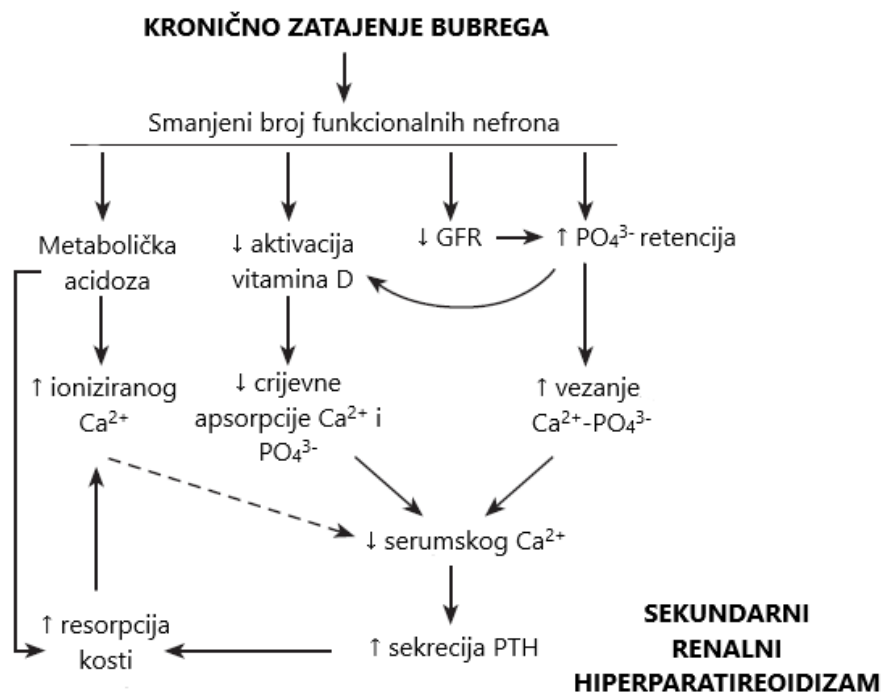 KRONIČNO ZATAJENJE BUBREGA
Smanjeni broj funkcionalnih nefrona
Metabolička
acidoza
↓ aktivacija
vitamina D
↓ GFR
↑ PO₄³⁻ retencija
↑ ioniziranog
Ca²⁺
↓ crijevne
apsorpcije Ca²⁺ i
PO₄³⁻
↑ vezanje
Ca²⁺-PO₄³⁻
↓ serumskog Ca²⁺
↑ resorpcija
kosti
↑ sekrecija PTH
SEKUNDARNI
RENALNI
HIPERPARATIREOIDIZAM